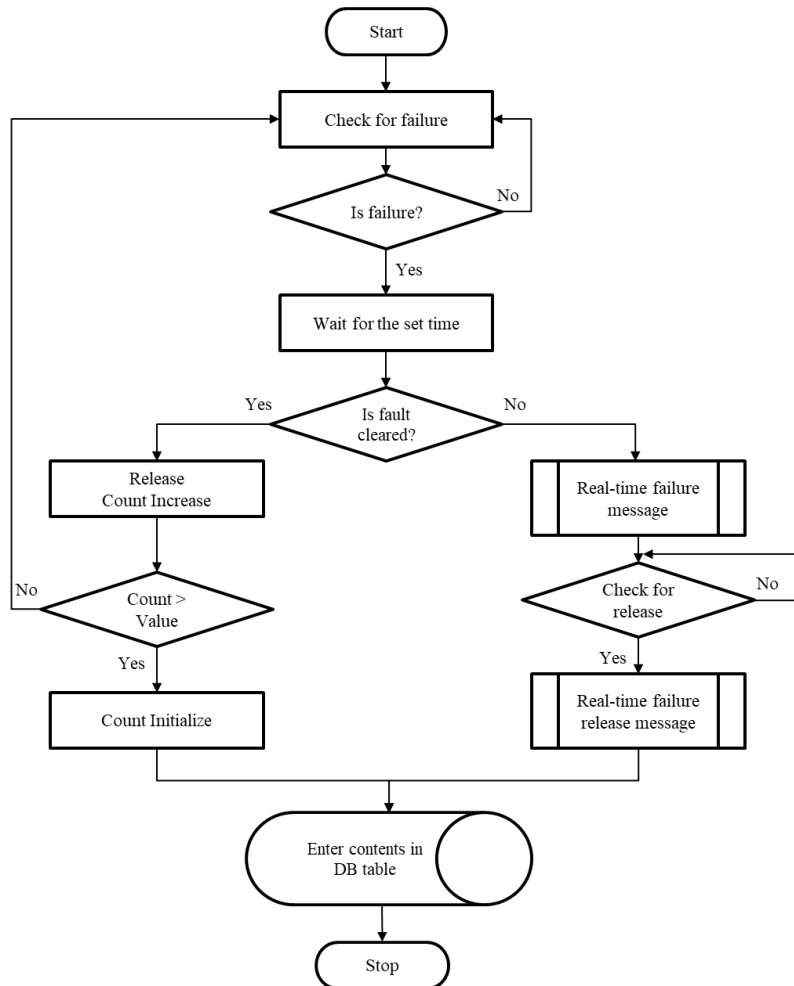 Start
Check for failure
No
Is failure?
Yes
Wait for the set time
Yes
Is fault
cleared?
No
Release
Count Increase
Real-time failure
message
No
Count >
Value
Check for
release
No
Yes
Yes
Count Initialize
Real-time failure
release message
Enter contents in
DB table
Stop